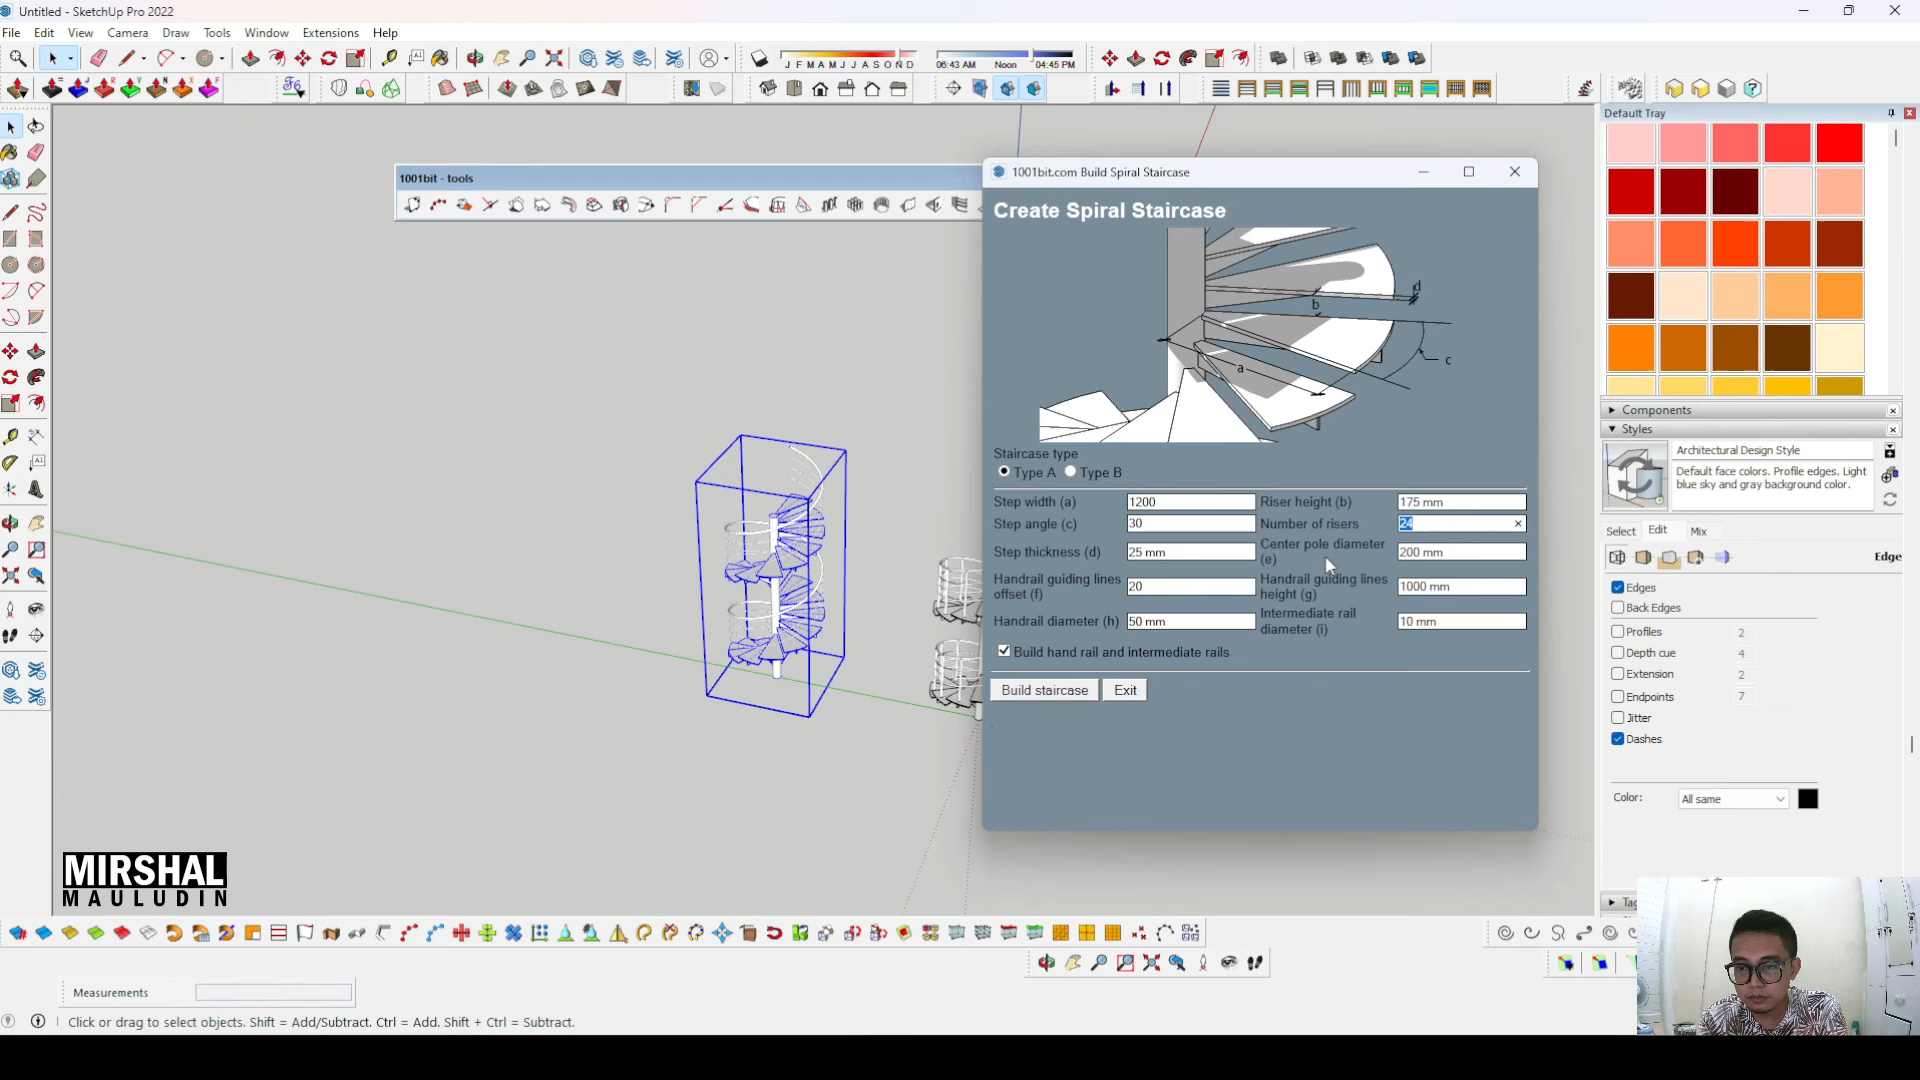 Untitled - SketchUp Pro 2022
File Edit View Camera Draw Tools Window Extensions Help
J F M A M J J A S O N D
06:43 AM Noon 04:45 PM
Default Tray
1001bit - tools
1001bit.com Build Spiral Staircase
Create Spiral Staircase
a
b
c
d
Staircase type
Type A Type B
Step width (a) 1200 Riser height (b) 175 mm
Step angle (c) 30 Number of risers 24
Step thickness (d) 25 mm Center pole diameter (e) 200 mm
Handrail guiding lines offset (f) 20 Handrail guiding lines height (g) 1000 mm
Handrail diameter (h) 50 mm Intermediate rail diameter (i) 10 mm
Build hand rail and intermediate rails
Build staircase Exit
Components
Styles
Architectural Design Style
Default face colors. Profile edges. Light
blue sky and gray background color.
Select Edit Mix
Edge
Edges
Back Edges
Profiles 2
Depth cue 4
Extension 2
Endpoints 7
Jitter
Dashes
Color: All same
MIRSHAL
MAULUDIN
Measurements
Click or drag to select objects. Shift = Add/Subtract. Ctrl = Add. Shift + Ctrl = Subtract.